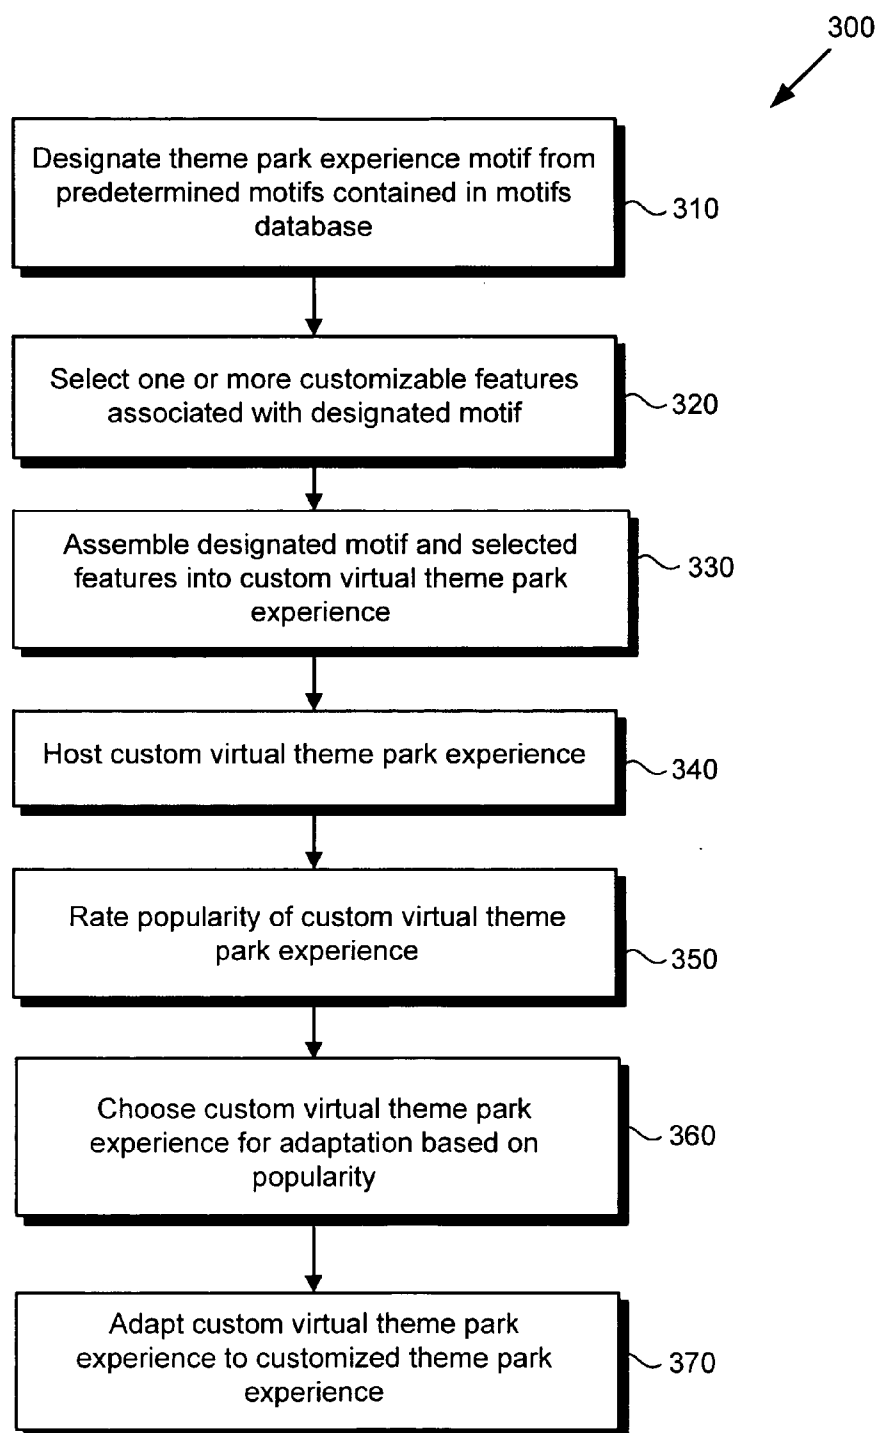 300
Designate theme park experience motif from
predetermined motifs contained in motifs
database
310
Select one or more customizable features
associated with designated motif
320
Assemble designated motif and selected
features into custom virtual theme park
experience
330
Host custom virtual theme park experience
340
Rate popularity of custom virtual theme
park experience
350
Choose custom virtual theme park
experience for adaptation based on
popularity
360
Adapt custom virtual theme park
experience to customized theme park
experience
370